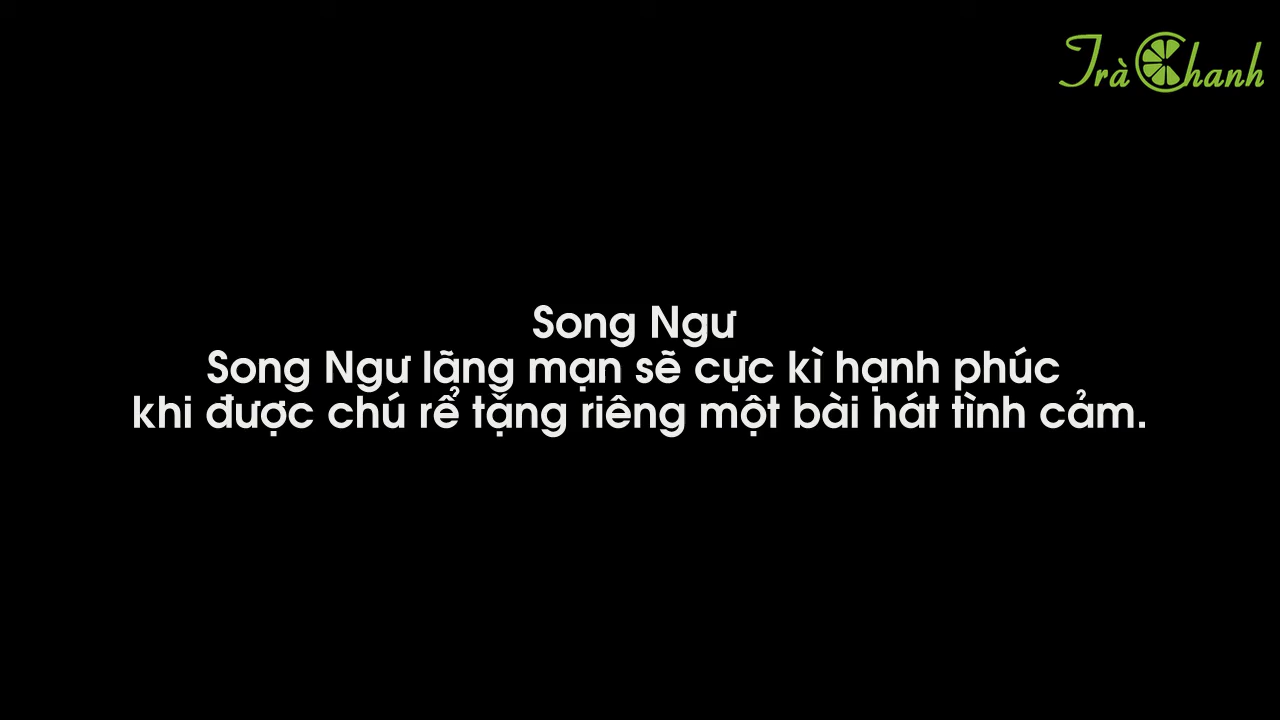 Trà Chanh
Song Ngư
Song Ngư lãng mạn sẽ cực kì hạnh phúc
khi được chú rể tặng riêng một bài hát tình cảm.